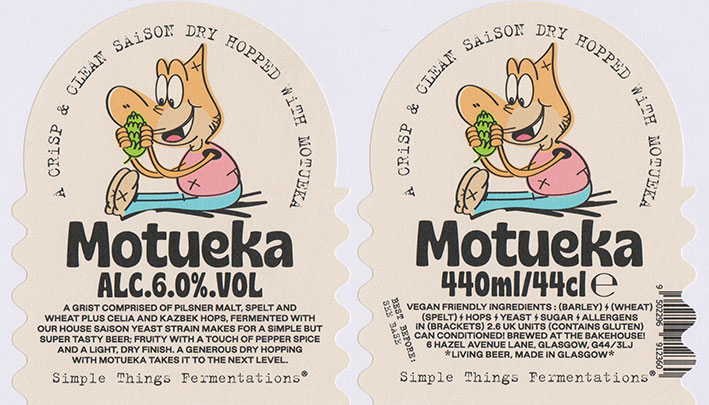 A CRiSP & CLEAN SAiSON DRY HOPPED WiTH MOTUEKA
Motueka
ALC.6.0%.VOL
A GRIST COMPRISED OF PILSNER MALT, SPELT AND
WHEAT PLUS CELIA AND KAZBEK HOPS, FERMENTED WITH
OUR HOUSE SAISON YEAST STRAIN MAKES FOR A SIMPLE BUT
SUPER TASTY BEER; FRUITY WITH A TOUCH OF PEPPER SPICE
AND A LIGHT, DRY FINISH. A GENEROUS DRY HOPPING
WITH MOTUEKA TAKES IT TO THE NEXT LEVEL.
Simple Things Fermentations®
A CRiSP & CLEAN SAiSON DRY HOPPED WiTH MOTUEKA
Motueka
440ml/44cl ℮
BEST BEFORE:
SEE BASE
VEGAN FRIENDLY INGREDIENTS : (BARLEY) ϟ (WHEAT)
(SPELT) ϟ HOPS ϟ YEAST ϟ SUGAR ϟ ALLERGENS
IN (BRACKETS) 2.6 UK UNITS (CONTAINS GLUTEN)
CAN CONDITIONED! BREWED AT THE BAKEHOUSE!
6 HAZEL AVENUE LANE, GLASGOW, G44/3LJ
*LIVING BEER, MADE IN GLASGOW*
9 502206 912360
Simple Things Fermentations®